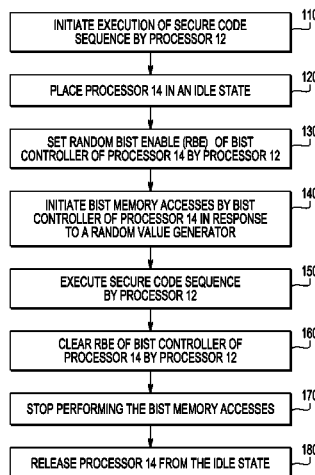 110
INITIATE EXECUTION OF SECURE CODE
SEQUENCE BY PROCESSOR 12
120
PLACE PROCESSOR 14 IN AN IDLE STATE
130
SET RANDOM BIST ENABLE (RBE) OF BIST
CONTROLLER OF PROCESSOR 14 BY PROCESSOR 12
140
INITIATE BIST MEMORY ACCESSES BY BIST
CONTROLLER OF PROCESSOR 14 IN RESPONSE
TO A RANDOM VALUE GENERATOR
150
EXECUTE SECURE CODE SEQUENCE
BY PROCESSOR 12
160
CLEAR RBE OF BIST CONTROLLER OF
PROCESSOR 14 BY PROCESSOR 12
170
STOP PERFORMING THE BIST MEMORY ACCESSES
180
RELEASE PROCESSOR 14 FROM THE IDLE STATE